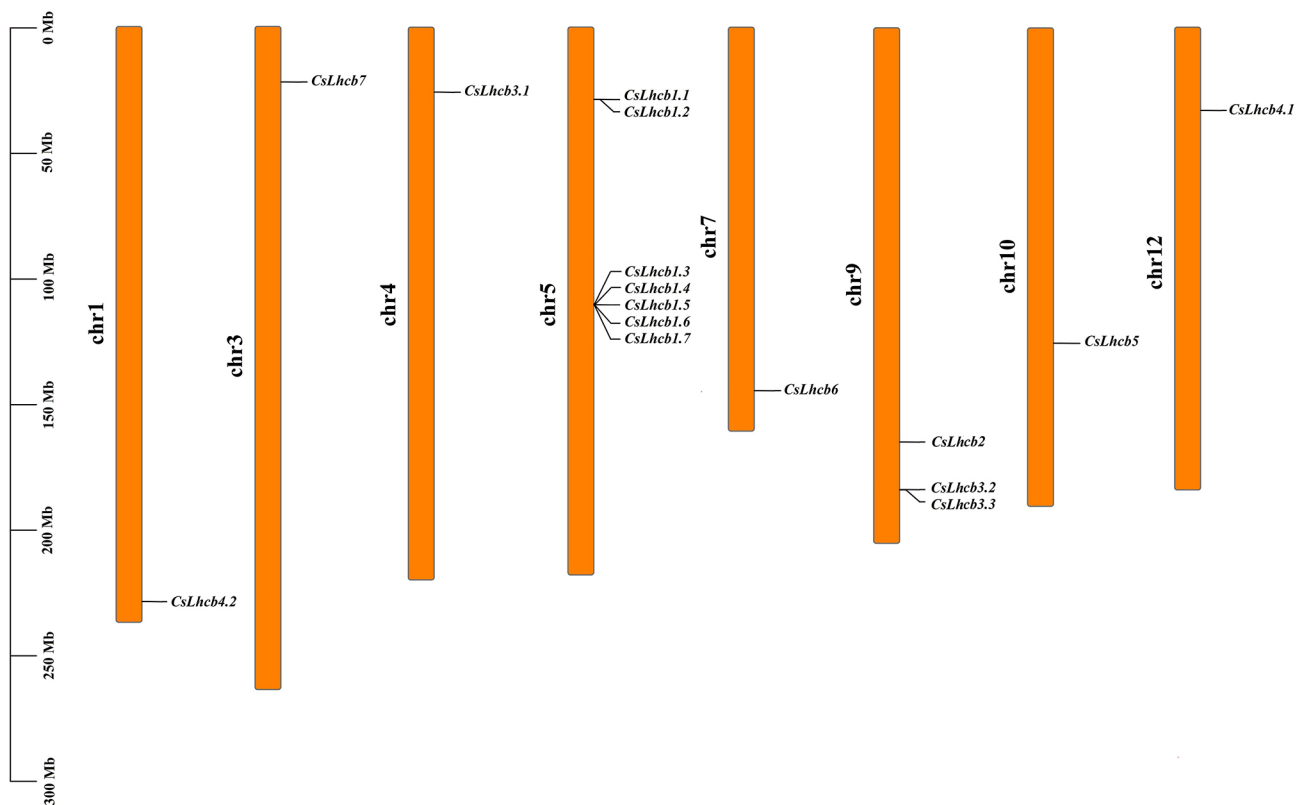 0 Mb
50 Mb
100 Mb
150 Mb
200 Mb
250 Mb
300 Mb
chr1
CsLhcb4.2
chr3
CsLhcb7
chr4
CsLhcb3.1
chr5
CsLhcb1.1
CsLhcb1.2
CsLhcb1.3
CsLhcb1.4
CsLhcb1.5
CsLhcb1.6
CsLhcb1.7
chr7
CsLhcb6
chr9
CsLhcb2
CsLhcb3.2
CsLhcb3.3
chr10
CsLhcb5
chr12
CsLhcb4.1